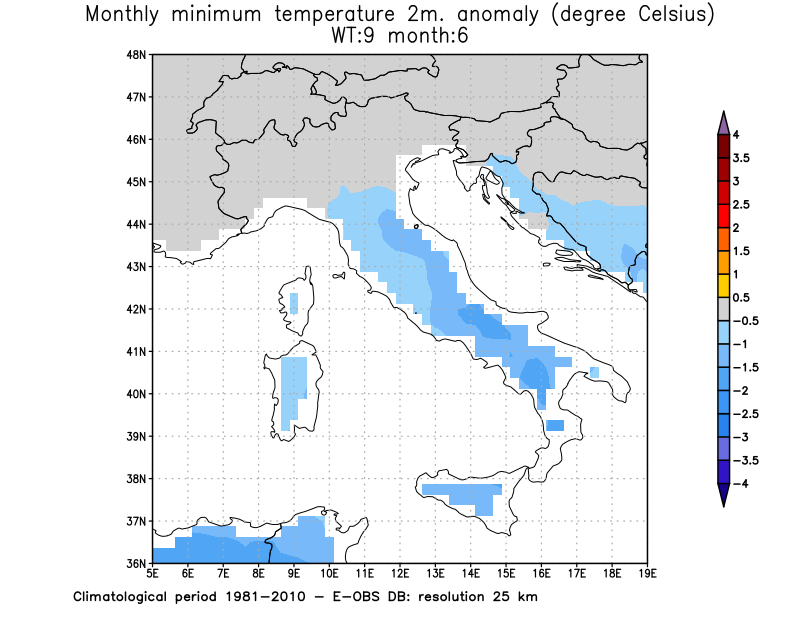 Monthly minimum temperature 2m. anomaly (degree Celsius)
WT:9 month:6
48N
47N
46N
45N
44N
43N
42N
41N
40N
39N
38N
37N
36N
5E 6E 7E 8E 9E 10E 11E 12E 13E 14E 15E 16E 17E 18E 19E
4
3.5
3
2.5
2
1.5
1
0.5
−0.5
−1
−1.5
−2
−2.5
−3
−3.5
−4
Climatological period 1981−2010 − E−OBS DB: resolution 25 km